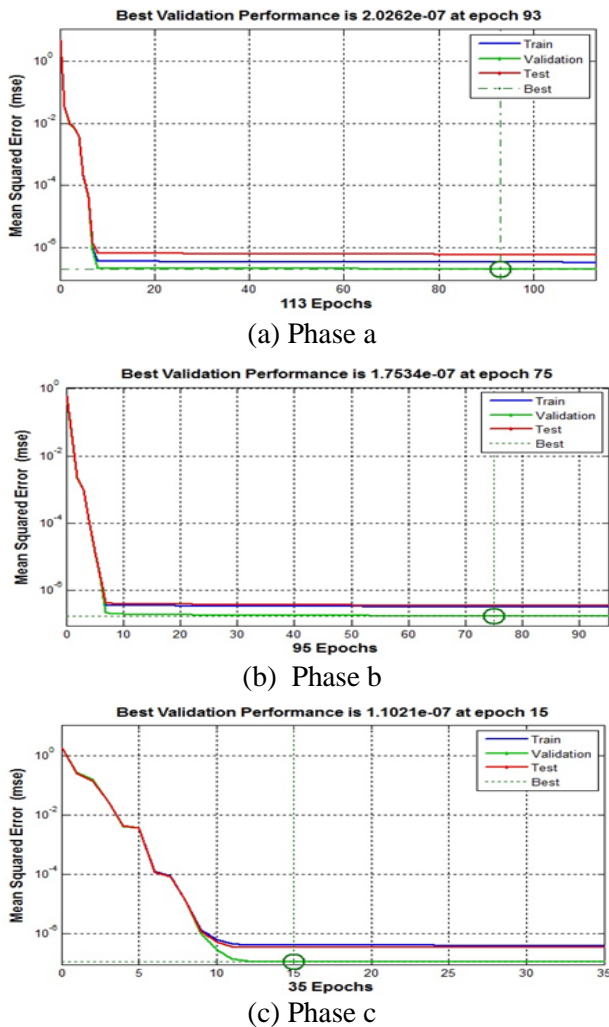 Best Validation Performance is 2.0262e-07 at epoch 93
Mean Squared Error (mse)
10^0
10^-2
10^-4
10^-6
Train
Validation
Test
Best
0 20 40 60 80 100
113 Epochs
(a) Phase a
Best Validation Performance is 1.7534e-07 at epoch 75
Mean Squared Error (mse)
10^0
10^-2
10^-4
10^-6
Train
Validation
Test
Best
0 10 20 30 40 50 60 70 80 90
95 Epochs
(b) Phase b
Best Validation Performance is 1.1021e-07 at epoch 15
Mean Squared Error (mse)
10^0
10^-2
10^-4
10^-6
Train
Validation
Test
Best
0 5 10 15 20 25 30 35
35 Epochs
(c) Phase c